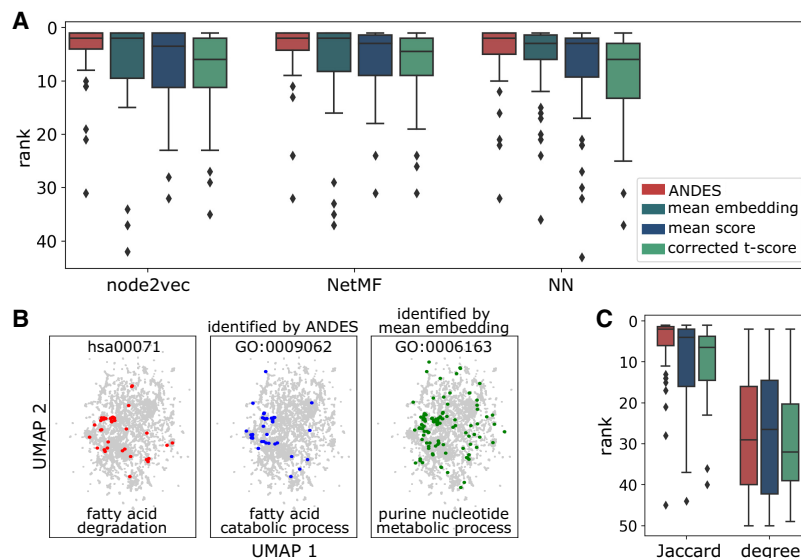 A
0
10
20
30
40
rank
node2vec
NetMF
NN
ANDES
mean embedding
mean score
corrected t-score
B
hsa00071
fatty acid
degradation
identified by ANDES
GO:0009062
fatty acid
catabolic process
identified by
mean embedding
GO:0006163
purine nucleotide
metabolic process
UMAP 2
UMAP 1
C
0
10
20
30
40
50
rank
Jaccard
degree